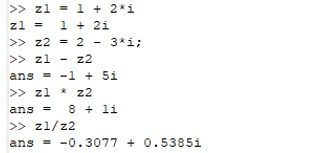 >> z1 = 1 + 2*i
z1 =  1 + 2i
>> z2 = 2 - 3*i;
>> z1 - z2
ans = -1 + 5i
>> z1 * z2
ans =  8 + 1i
>> z1/z2
ans = -0.3077 + 0.5385i